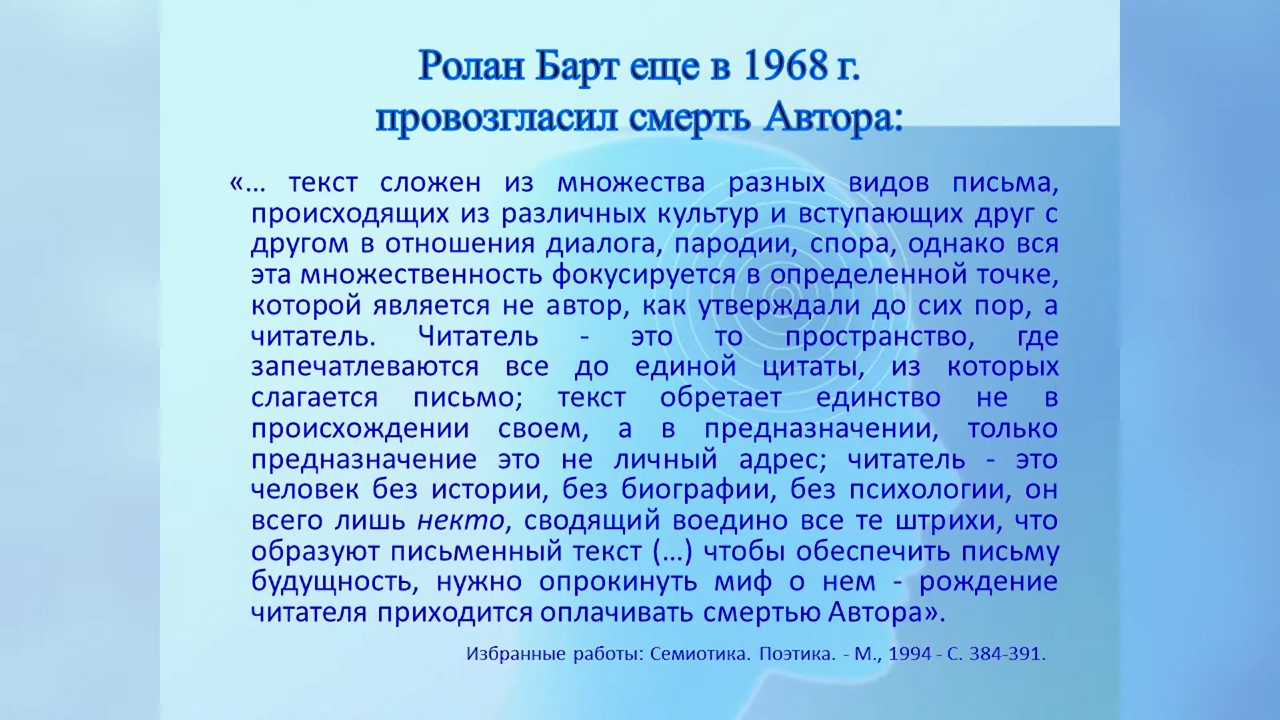 Ролан Барт еще в 1968 г.
провозгласил смерть Автора:
«… текст сложен из множества разных видов письма,
происходящих из различных культур и вступающих друг с
другом в отношения диалога, пародии, спора, однако вся
эта множественность фокусируется в определенной точке,
которой является не автор, как утверждали до сих пор, а
читатель. Читатель - это то пространство, где
запечатлеваются все до единой цитаты, из которых
слагается письмо; текст обретает единство не в
происхождении своем, а в предназначении, только
предназначение это не личный адрес; читатель - это
человек без истории, без биографии, без психологии, он
всего лишь некто, сводящий воедино все те штрихи, что
образуют письменный текст (…) чтобы обеспечить письму
будущность, нужно опрокинуть миф о нем - рождение
читателя приходится оплачивать смертью Автора».
Избранные работы: Семиотика. Поэтика. - М., 1994 - С. 384-391.